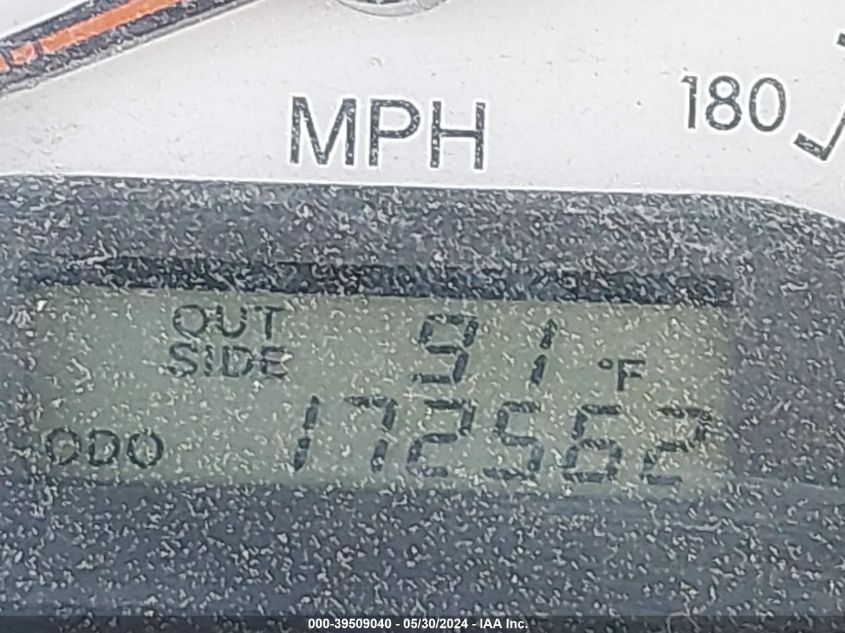 MPH 180
OUT
SIDE 91 °F
ODO 172562
000-39509040 - 05/30/2024 - IAA Inc.